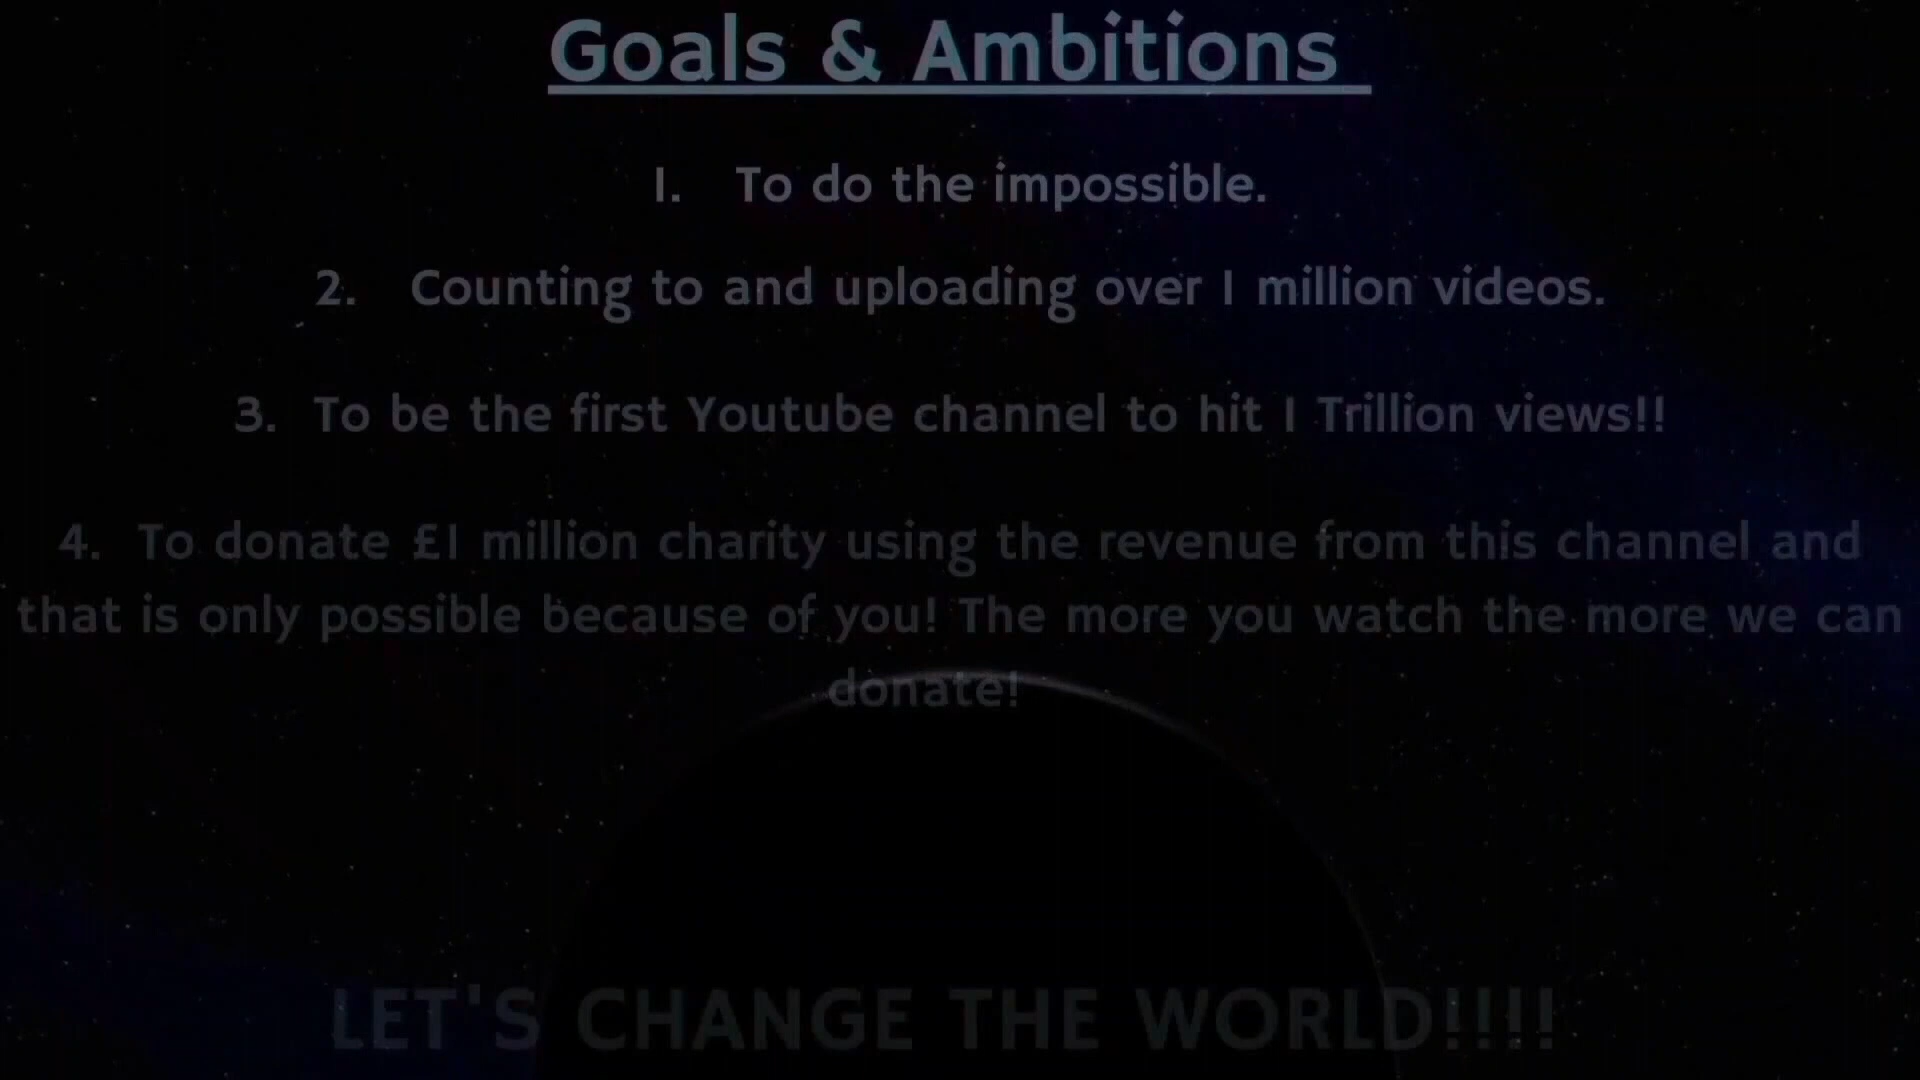 Goals & Ambitions
1. To do the impossible.
2. Counting to and uploading over 1 million videos.
3. To be the first Youtube channel to hit 1 Trillion views!!
4. To donate £1 million charity using the revenue from this channel and
that is only possible because of you! The more you watch the more we can
donate!
LET'S CHANGE THE WORLD!!!!